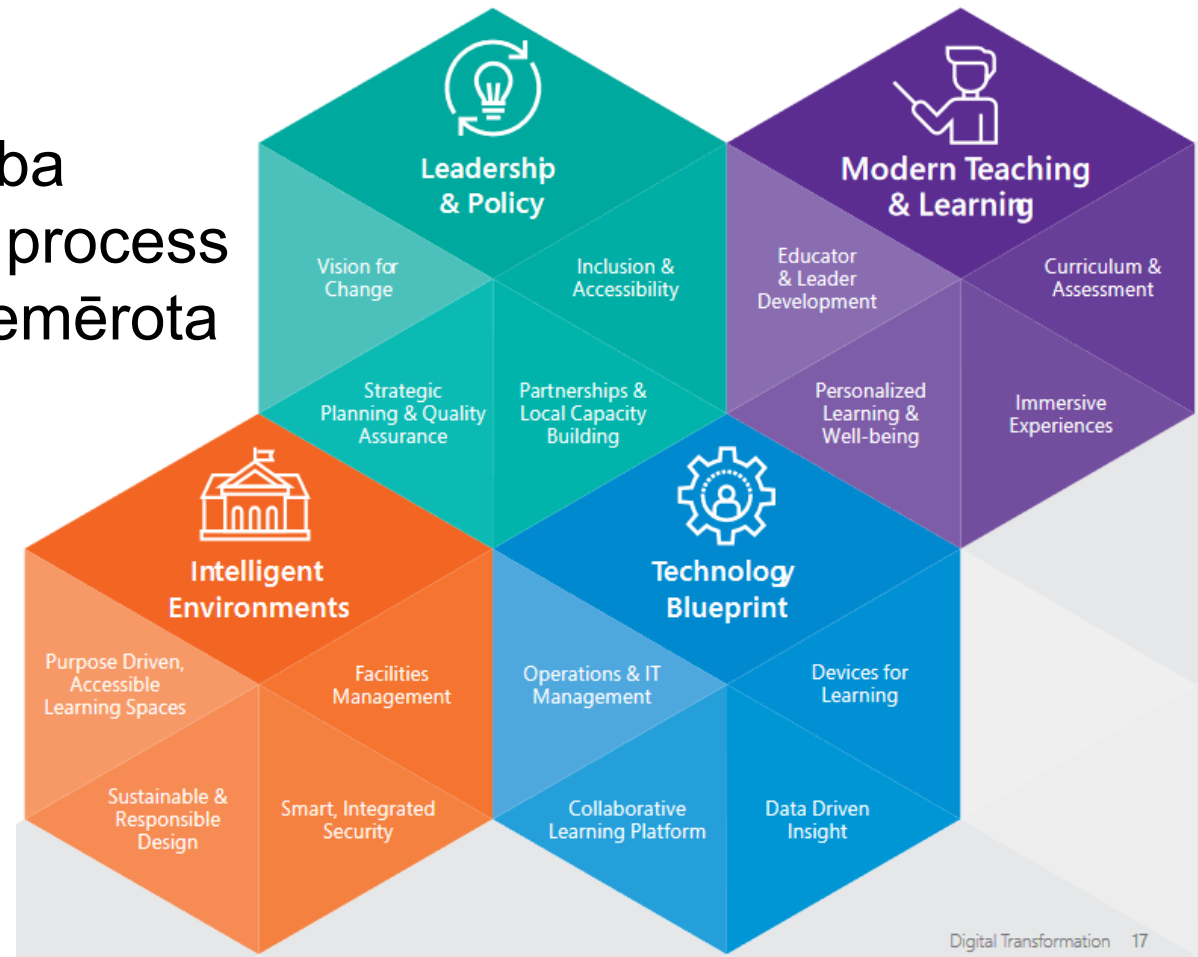 ba
process
emērota
Leadership
& Policy
Vision for
Change
Inclusion &
Accessibility
Strategic
Planning & Quality
Assurance
Partnerships &
Local Capacity
Building
Modern Teaching
& Learning
Educator
& Leader
Development
Curriculum &
Assessment
Personalized
Learning &
Well-being
Immersive
Experiences
Intelligent
Environments
Purpose Driven,
Accessible
Learning Spaces
Facilities
Management
Sustainable &
Responsible
Design
Smart, Integrated
Security
Technology
Blueprint
Operations & IT
Management
Devices for
Learning
Collaborative
Learning Platform
Data Driven
Insight
Digital Transformation 17